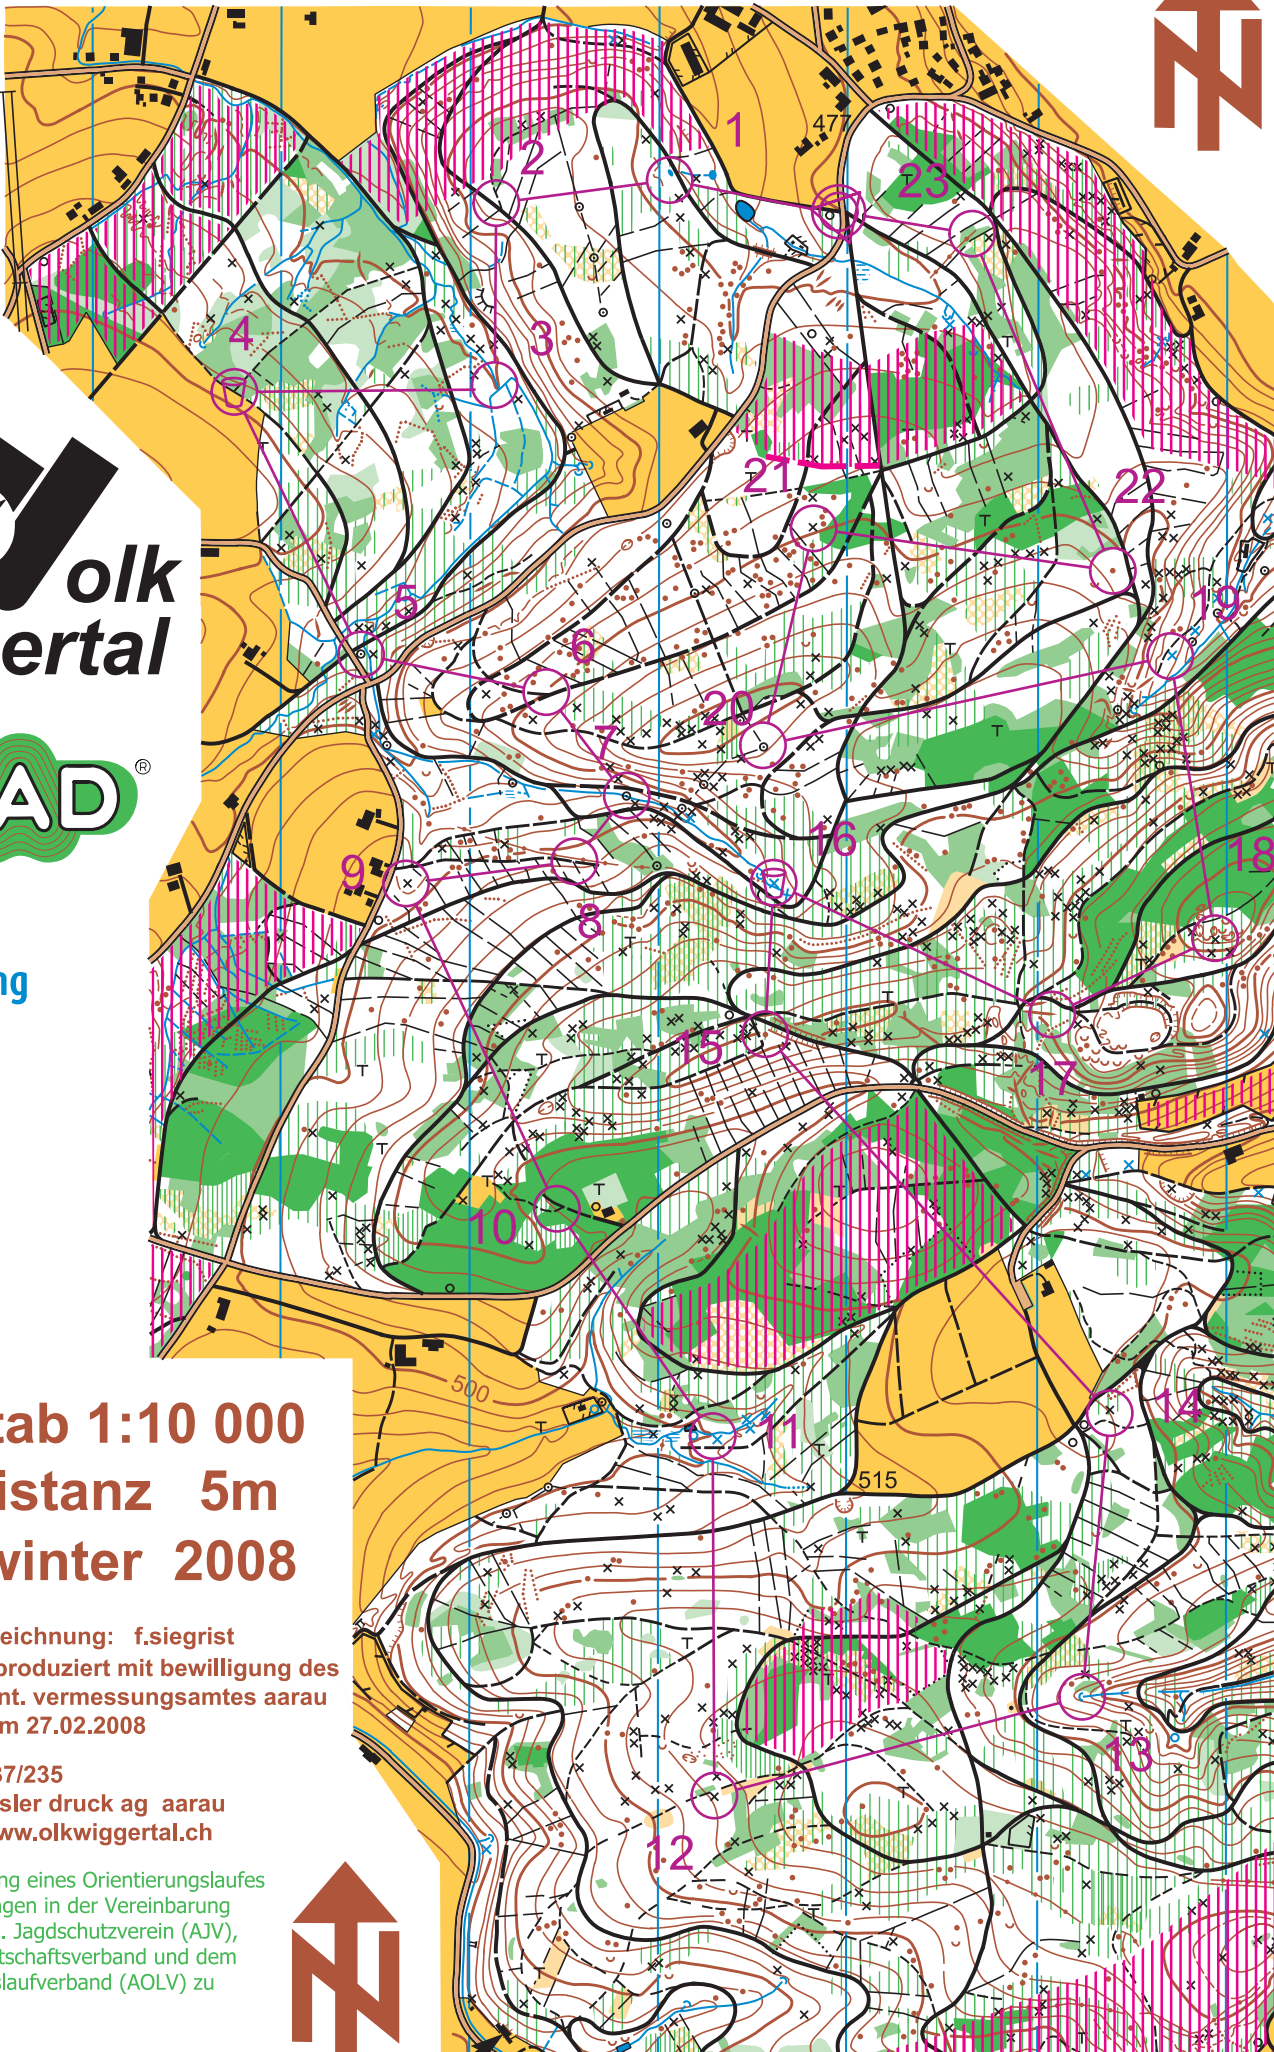 N
1
477
2
23
3
4
22
21
olk
5
19
ertal
6
20
7
AD®
16
18
9
8
ng
15
17
10
500
tab 1:10 000
14
11
istanz 5m
515
winter 2008
eichnung: f.siegrist
produziert mit bewilligung des
nt. vermessungsamtes aarau
m 27.02.2008
13
37/235
sler druck ag aarau
ww.olkwiggertal.ch
12
ng eines Orientierungslaufes
gen in der Vereinbarung
. Jagdschutzverein (AJV),
tschaftsverband und dem
slaufverband (AOLV) zu
N